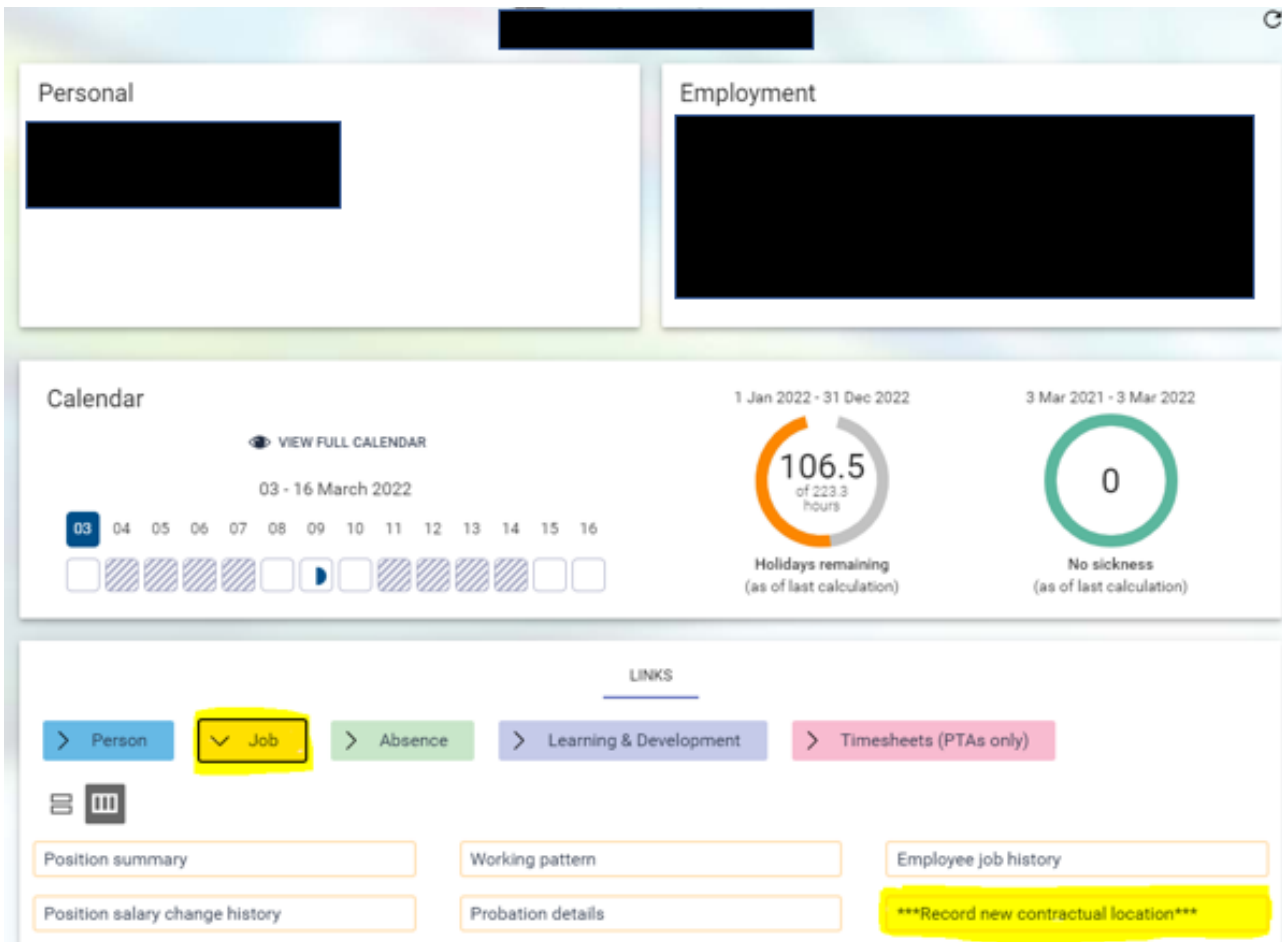 Personal
Employment
Calendar
VIEW FULL CALENDAR
03 - 16 March 2022
03 04 05 06 07 08 09 10 11 12 13 14 15 16
1 Jan 2022 - 31 Dec 2022
106.5
of 223.3
hours
Holidays remaining
(as of last calculation)
3 Mar 2021 - 3 Mar 2022
0
No sickness
(as of last calculation)
LINKS
Person
Job
Absence
Learning & Development
Timesheets (PTAs only)
Position summary
Working pattern
Employee job history
Position salary change history
Probation details
***Record new contractual location***